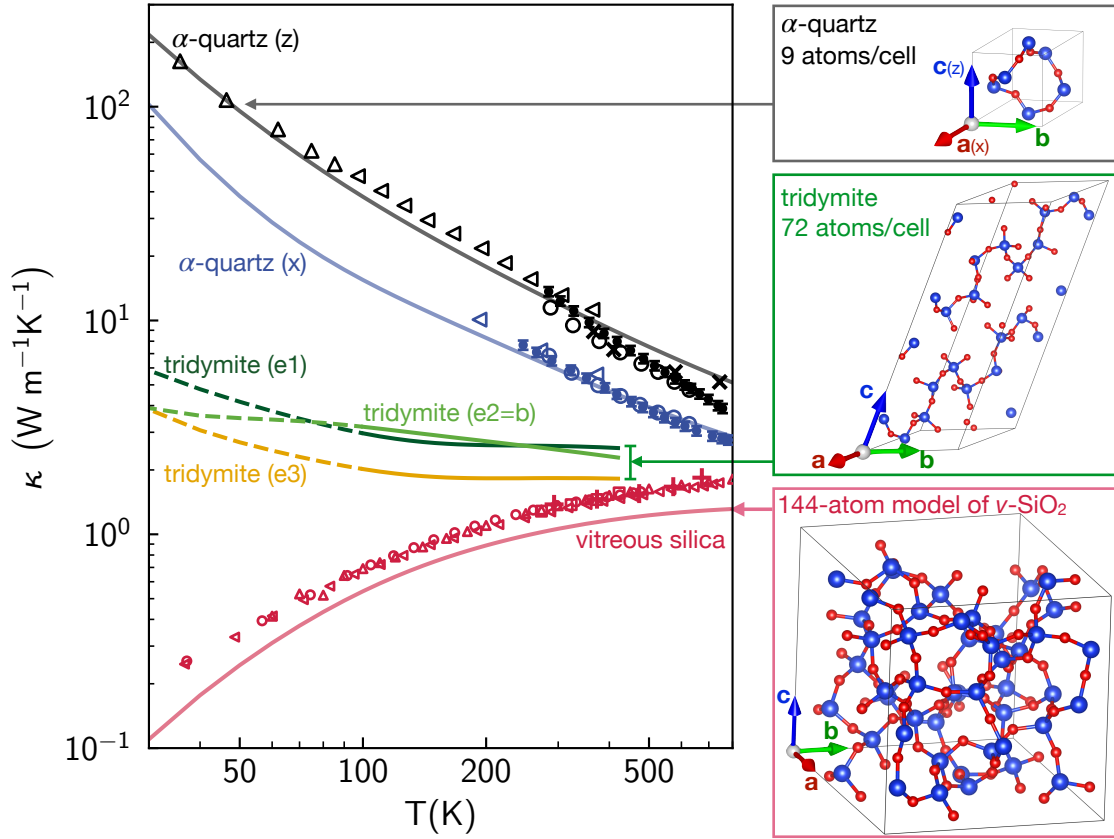 κ (W m⁻¹K⁻¹)
10²
10¹
10⁰
10⁻¹
α-quartz (z)
α-quartz (x)
tridymite (e1)
tridymite (e2=b)
tridymite (e3)
vitreous silica
50
100
200
500
T(K)
α-quartz
9 atoms/cell
c(z)
b
a(x)
tridymite
72 atoms/cell
c
a
b
144-atom model of v-SiO₂
c
b
a